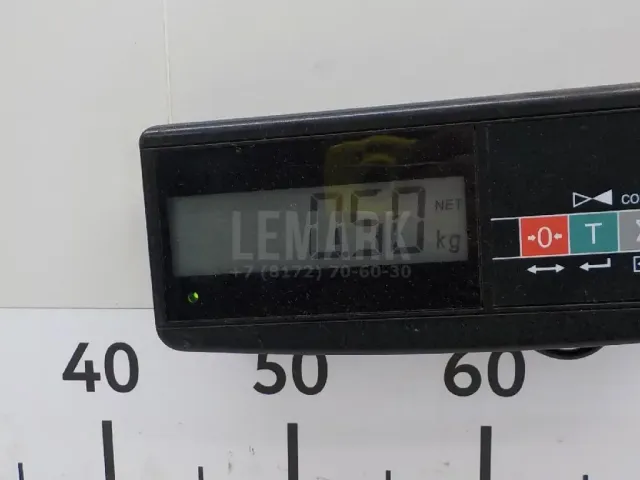 0.50
NET
kg
LEMARK
+7 (8172) 70-60-30
→0←
T
40 50 60